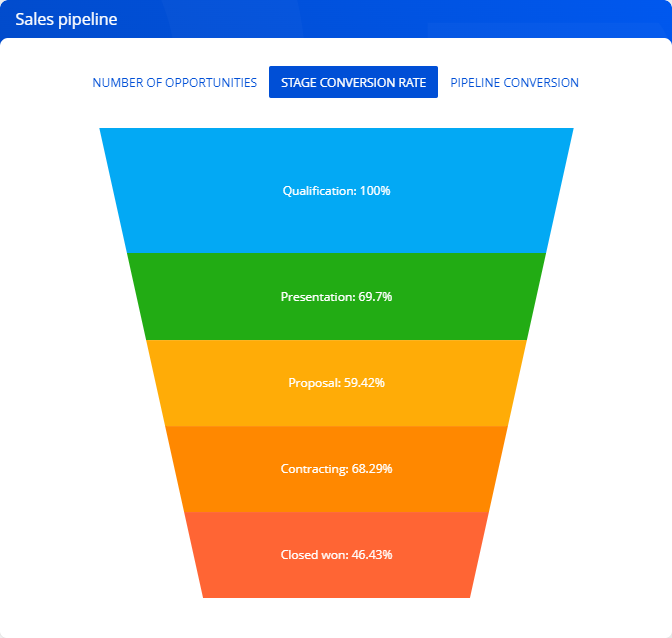 Sales pipeline
NUMBER OF OPPORTUNITIES STAGE CONVERSION RATE PIPELINE CONVERSION
Qualification: 100%
Presentation: 69.7%
Proposal: 59.42%
Contracting: 68.29%
Closed won: 46.43%